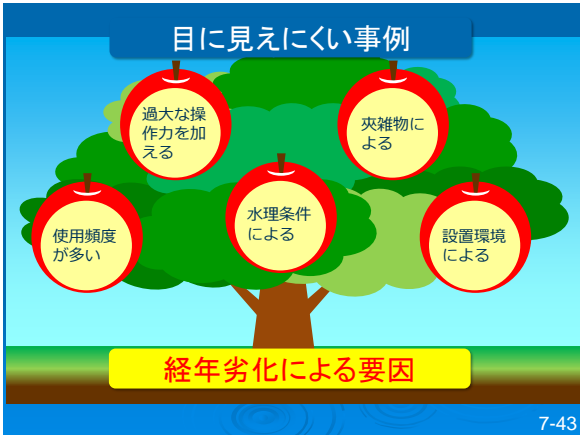 目に見えにくい事例
過大な操
作力を加
える
夾雑物に
よる
使用頻度
が多い
水理条件
による
設置環境
による
経年劣化による要因
7-43